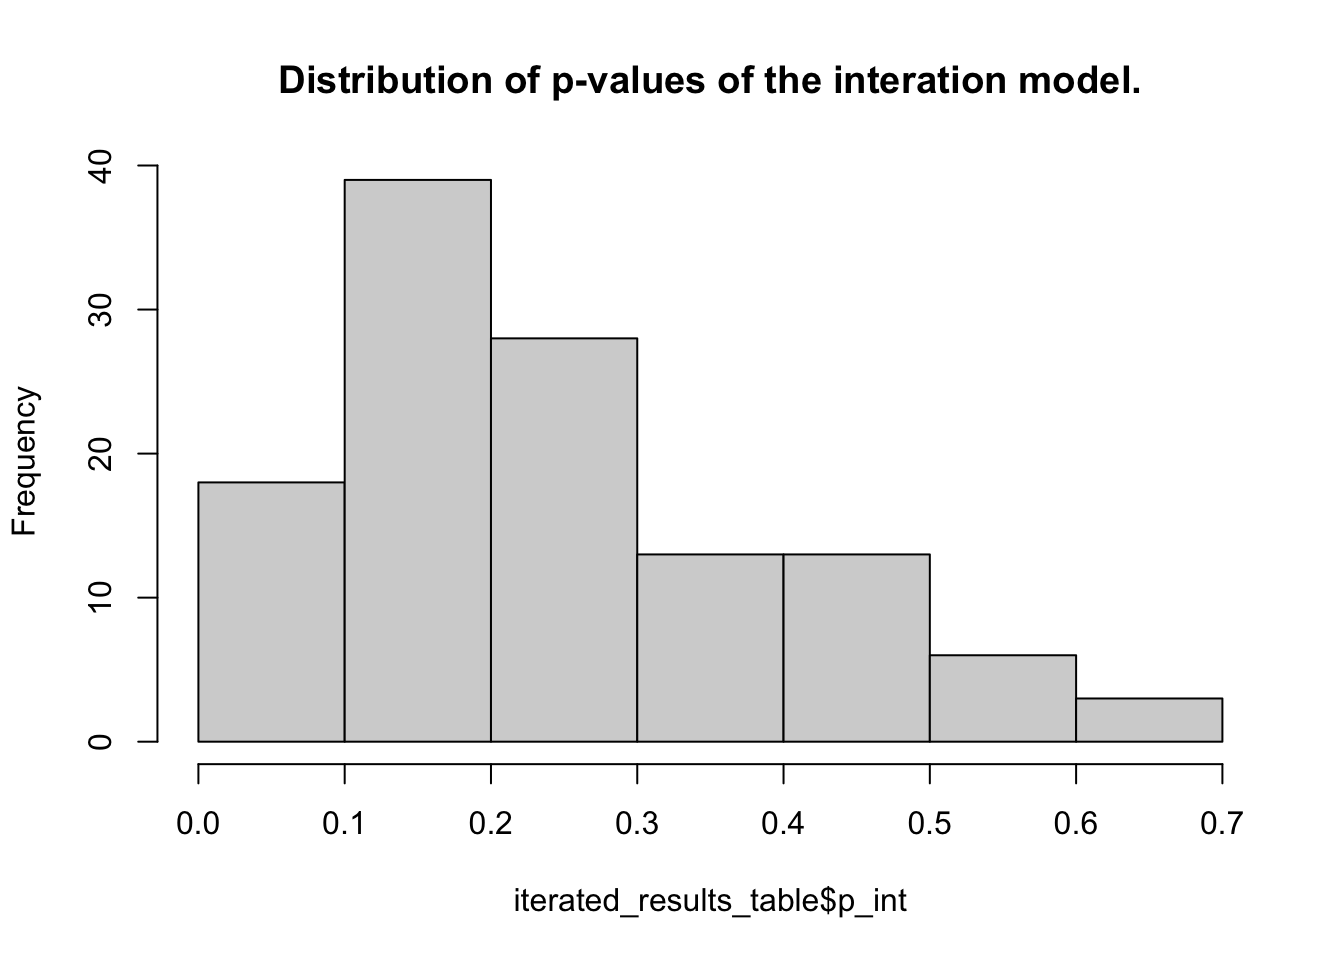 Distribution of p-values of the interation model.
Frequency
40
30
20
10
0
0.0 0.1 0.2 0.3 0.4 0.5 0.6 0.7
iterated_results_table$p_int